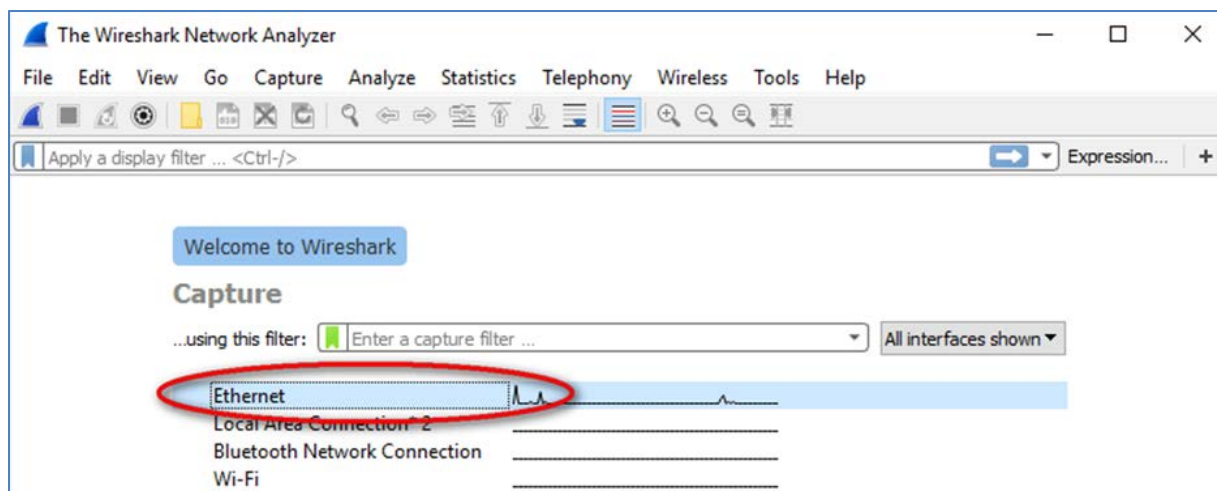 The Wireshark Network Analyzer
File Edit View Go Capture Analyze Statistics Telephony Wireless Tools Help
Apply a display filter ... <Ctrl-/> Expression... +
Welcome to Wireshark
Capture
...using this filter: Enter a capture filter ... All interfaces shown
Ethernet
Local Area Connection* 2
Bluetooth Network Connection
Wi-Fi